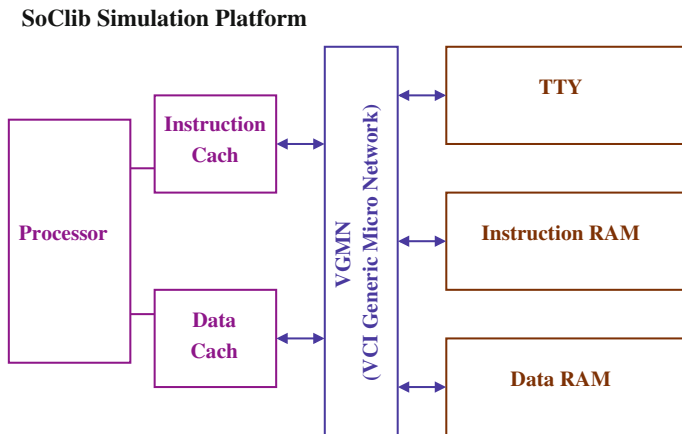 SoClib Simulation Platform
Processor
Instruction
Cach
Data
Cach
VGMN
(VCI Generic Micro Network)
TTY
Instruction RAM
Data RAM